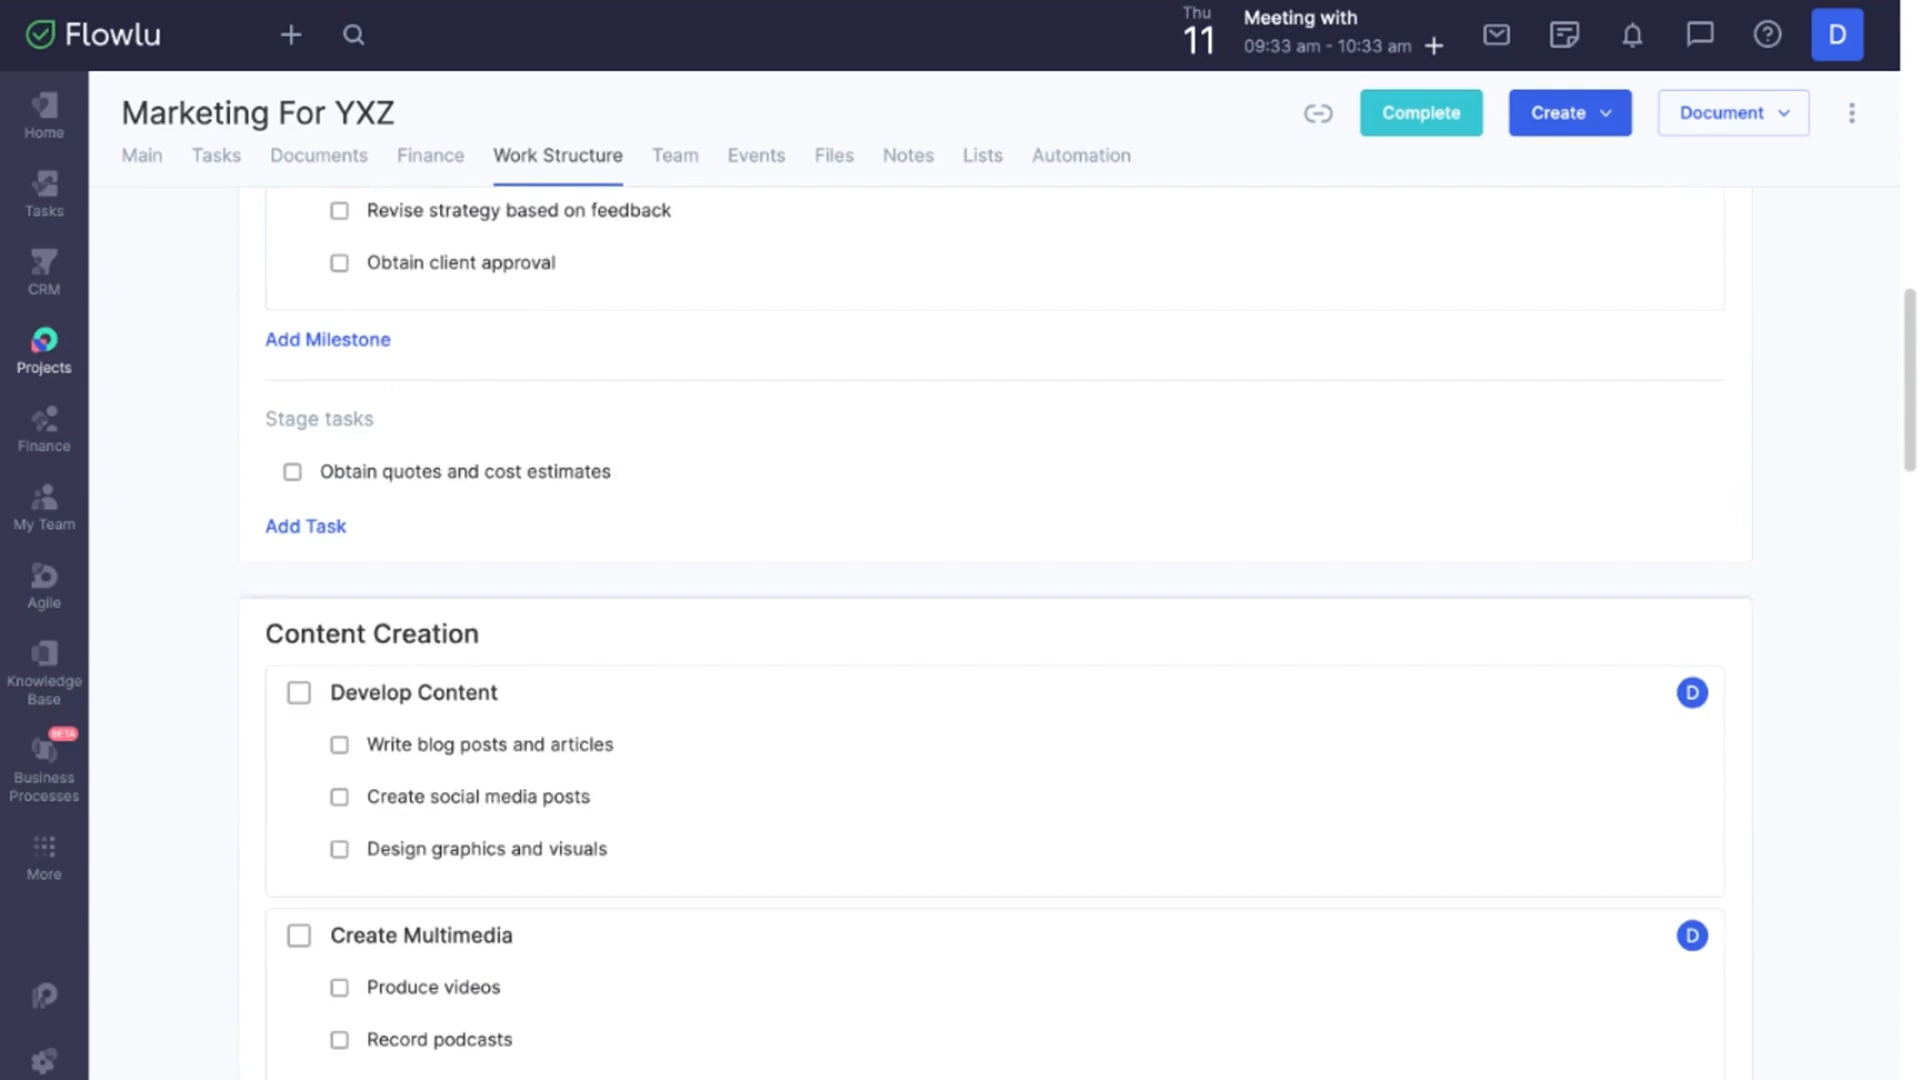 Flowlu
Thu
11
Meeting with
09:33 am - 10:33 am
D
Home
Tasks
CRM
Projects
Finance
My Team
Agile
Knowledge
Base
BETA
Business
Processes
More
Marketing For YXZ
Complete
Create
Document
Main
Tasks
Documents
Finance
Work Structure
Team
Events
Files
Notes
Lists
Automation
Revise strategy based on feedback
Obtain client approval
Add Milestone
Stage tasks
Obtain quotes and cost estimates
Add Task
Content Creation
Develop Content
D
Write blog posts and articles
Create social media posts
Design graphics and visuals
Create Multimedia
D
Produce videos
Record podcasts